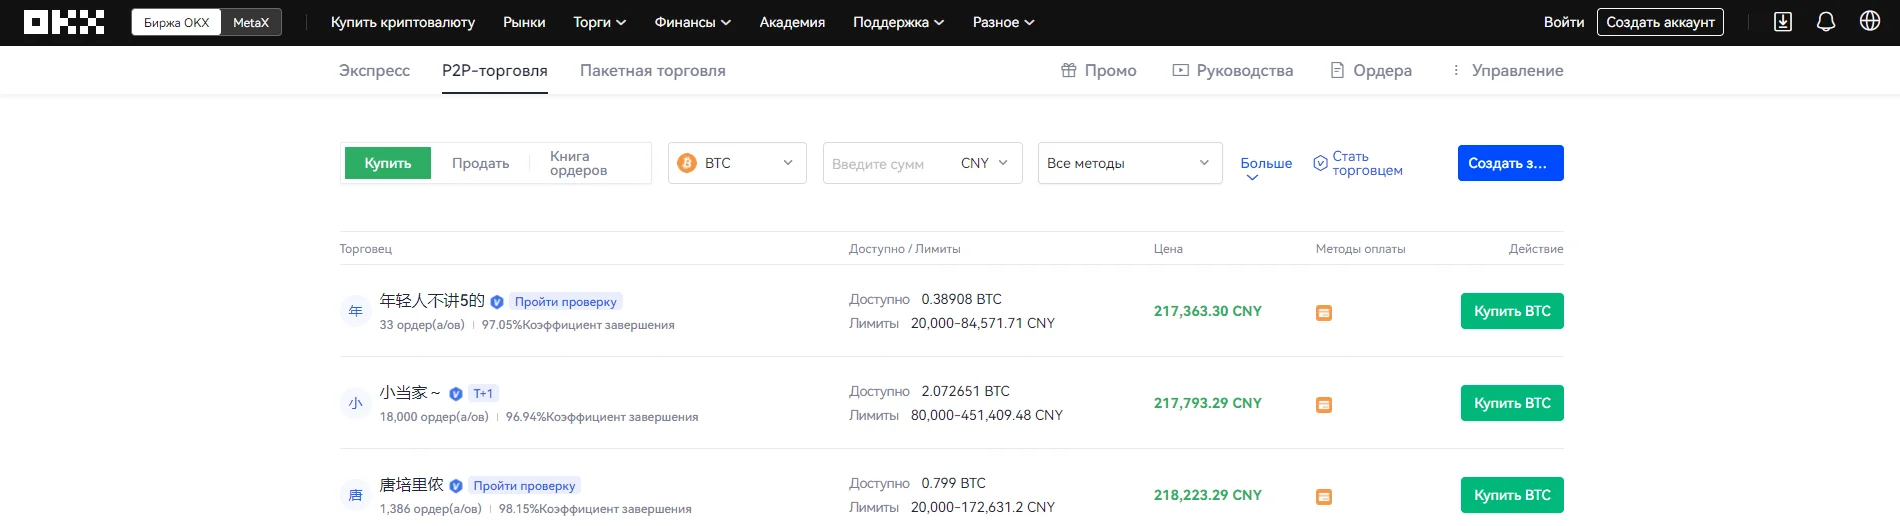 OKX Биржа OKX MetaX Купить криптовалюту Рынки Торги Финансы Академия Поддержка Разное Войти Создать аккаунт
Экспресс P2P-торговля Пакетная торговля Промо Руководства Ордера Управление
Купить Продать Книга ордеров BTC Введите сумм CNY Все методы Больше Стать торговцем Создать з...
Торговец Доступно / Лимиты Цена Методы оплаты Действие
年 年轻人不讲5的 Пройти проверку Доступно 0.38908 BTC 217,363.30 CNY Купить BTC
33 ордер(а/ов) 97.05%Коэффициент завершения Лимиты 20,000-84,571.71 CNY
小 小当家~ T+1 Доступно 2.072651 BTC 217,793.29 CNY Купить BTC
18,000 ордер(а/ов) 96.94%Коэффициент завершения Лимиты 80,000-451,409.48 CNY
唐 唐培里侬 Пройти проверку Доступно 0.799 BTC 218,223.29 CNY Купить BTC
1,386 ордер(а/ов) 98.15%Коэффициент завершения Лимиты 20,000-172,631.2 CNY